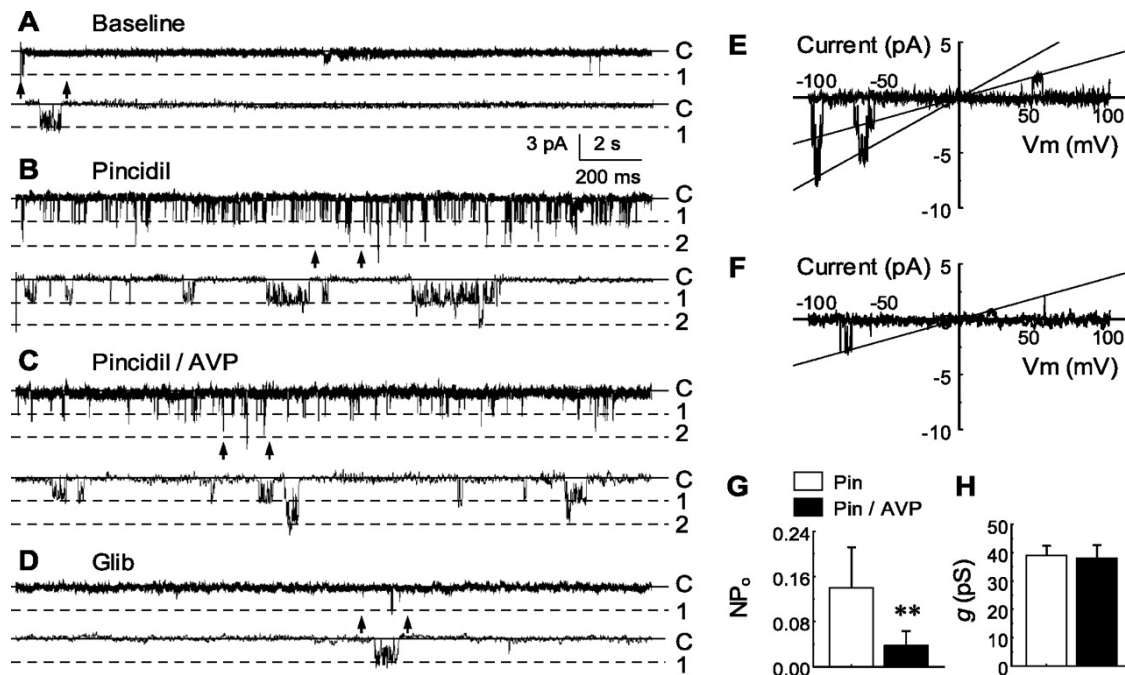 A Baseline
C
1
C
1
3 pA 2 s
200 ms
B Pincidil
C
1
2
C
1
2
C Pincidil / AVP
C
1
2
C
1
2
D Glib
C
1
C
1
E Current (pA)
5
-100 -50
50 100
Vm (mV)
-5
-10
F Current (pA)
5
-100 -50
50 100
Vm (mV)
-5
-10
G
Pin
Pin / AVP
0.24
0.16
0.08
0.00
NPo
**
H
50
40
30
20
10
0
g (pS)